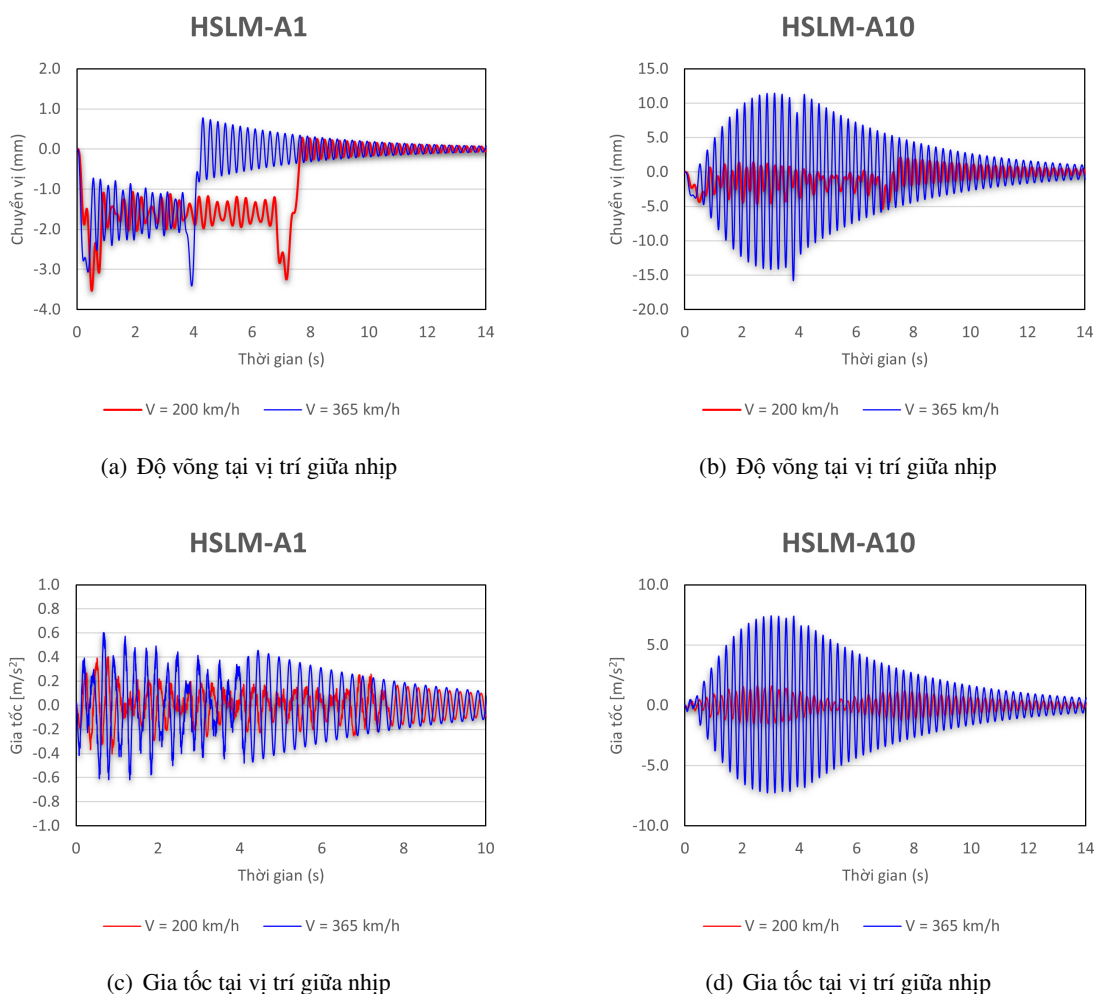 HSLM-A1
2.0
1.0
0.0
-1.0
-2.0
-3.0
-4.0
Chuyển vị (mm)
0 2 4 6 8 10 12 14
Thời gian (s)
V = 200 km/h V = 365 km/h
(a) Độ võng tại vị trí giữa nhịp
HSLM-A10
15.0
10.0
5.0
0.0
-5.0
-10.0
-15.0
-20.0
Chuyển vị (mm)
0 2 4 6 8 10 12 14
Thời gian (s)
V = 200 km/h V = 365 km/h
(b) Độ võng tại vị trí giữa nhịp
HSLM-A1
1.0
0.8
0.6
0.4
0.2
0.0
-0.2
-0.4
-0.6
-0.8
-1.0
Gia tốc [m/s²]
0 2 4 6 8 10
Thời gian (s)
V = 200 km/h V = 365 km/h
(c) Gia tốc tại vị trí giữa nhịp
HSLM-A10
10.0
5.0
0.0
-5.0
-10.0
Gia tốc [m/s²]
0 2 4 6 8 10 12 14
Thời gian (s)
V = 200 km/h V = 365 km/h
(d) Gia tốc tại vị trí giữa nhịp